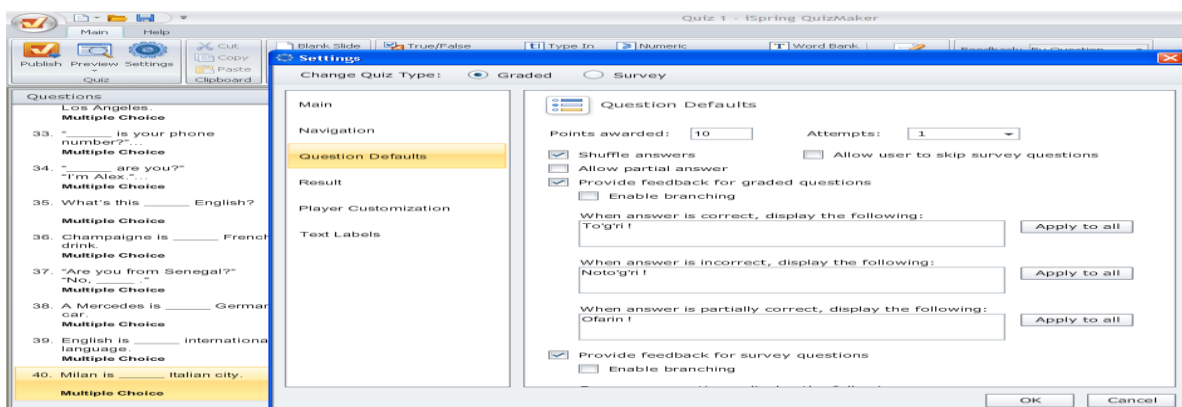 Quiz 1 - iSpring QuizMaker
Main Help
Publish Preview Settings
Quiz
Cut
Copy
Paste
Clipboard
Blank Slide
True/False
Type In
Numeric
Word Bank
Questions
Los Angeles.
Multiple Choice
33. "______ is your phone
number?"...
Multiple Choice
34. "______ are you?"
"I'm Alex."...
Multiple Choice
35. What's this ______ English?
Multiple Choice
36. Champaigne is ______ French
drink.
Multiple Choice
37. "Are you from Senegal?"
"No, _____ ."
Multiple Choice
38. A Mercedes is ______ German
car.
Multiple Choice
39. English is ______ internationa
language.
Multiple Choice
40. Milan is ______ Italian city.
Multiple Choice
Settings
Change Quiz Type: Graded Survey
Main
Navigation
Question Defaults
Result
Player Customization
Text Labels
Question Defaults
Points awarded: 10 Attempts: 1
Shuffle answers Allow user to skip survey questions
Allow partial answer
Provide feedback for graded questions
Enable branching
When answer is correct, display the following:
To'g'ri ! Apply to all
When answer is incorrect, display the following:
Noto'g'ri ! Apply to all
When answer is partially correct, display the following:
Ofarin ! Apply to all
Provide feedback for survey questions
Enable branching
OK Cancel